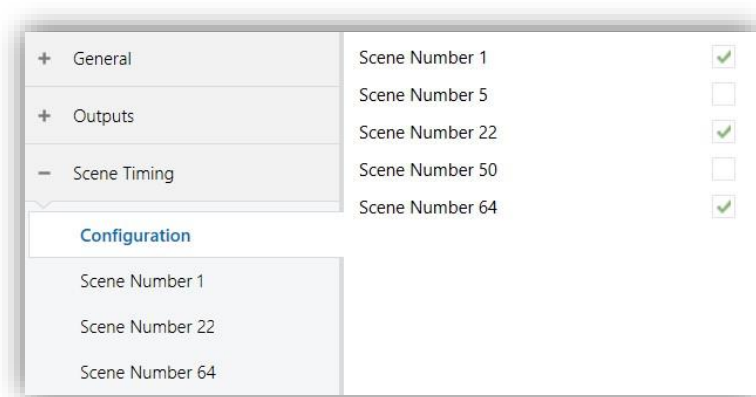 + General
+ Outputs
− Scene Timing
Configuration
Scene Number 1
Scene Number 22
Scene Number 64
Scene Number 1
Scene Number 5
Scene Number 22
Scene Number 50
Scene Number 64